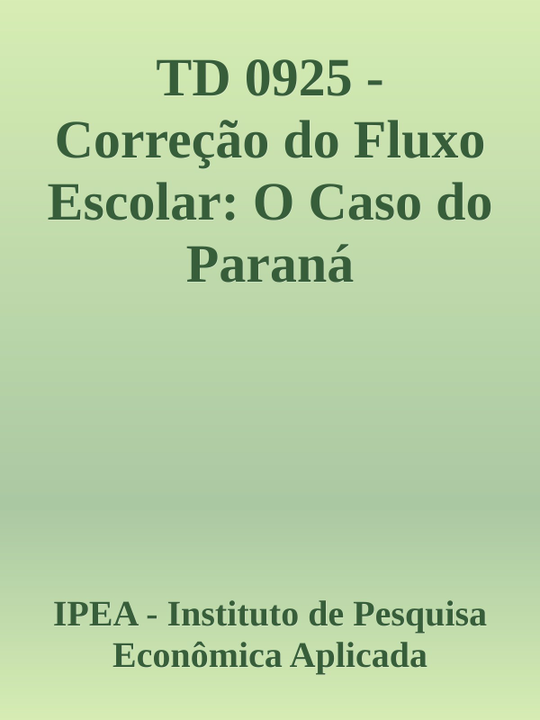 TD 0925 -
Correção do Fluxo
Escolar: O Caso do
Paraná
IPEA - Instituto de Pesquisa
Econômica Aplicada